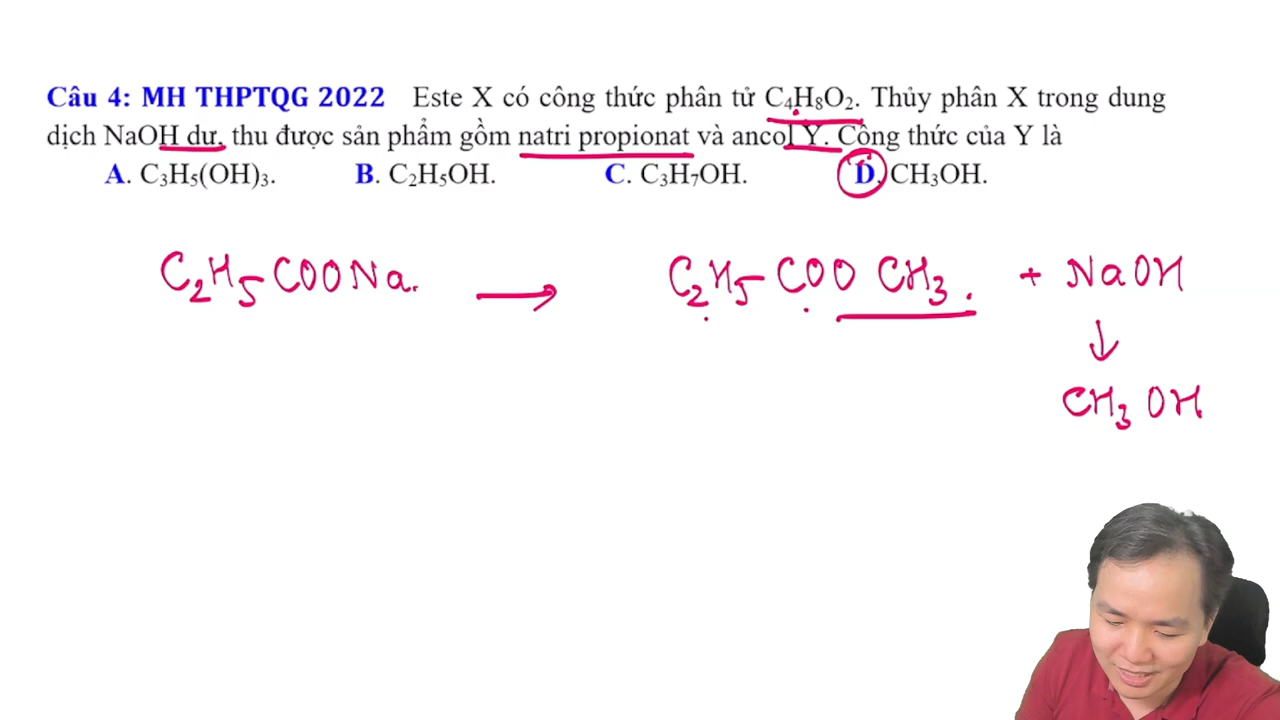 Câu 4: MH THPTQG 2022 Este X có công thức phân tử C₄H₈O₂. Thủy phân X trong dung
dịch NaOH dư, thu được sản phẩm gồm natri propionat và ancol Y. Công thức của Y là
A. C₃H₅(OH)₃. B. C₂H₅OH. C. C₃H₇OH. D. CH₃OH.
C₂H₅COONa. → C₂H₅COOCH₃. + NaOH
↓
CH₃OH